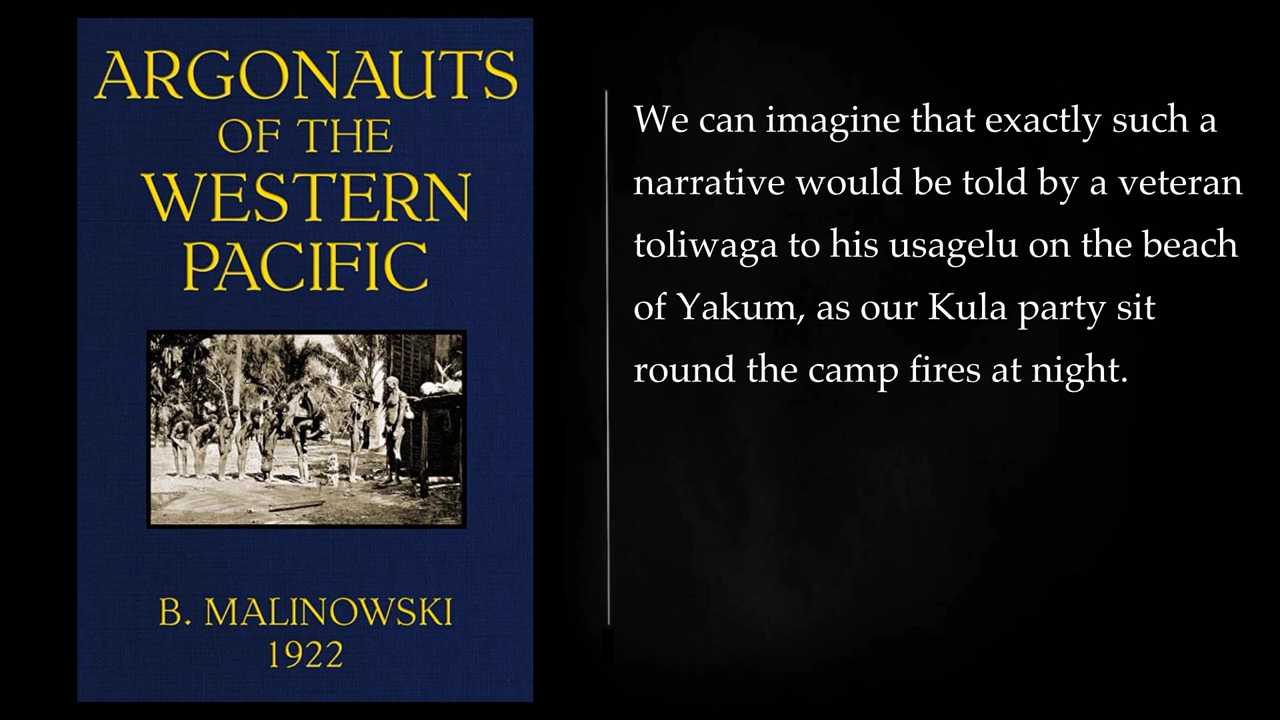 ARGONAUTS
OF THE
WESTERN
PACIFIC
B. MALINOWSKI
1922
We can imagine that exactly such a
narrative would be told by a veteran
toliwaga to his usagelu on the beach
of Yakum, as our Kula party sit
round the camp fires at night.